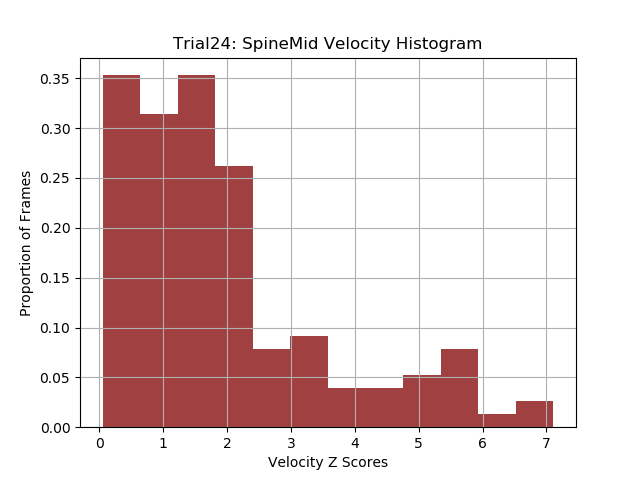 Trial24: SpineMid Velocity Histogram
Proportion of Frames
0.35
0.30
0.25
0.20
0.15
0.10
0.05
0.00
0 1 2 3 4 5 6 7
Velocity Z Scores